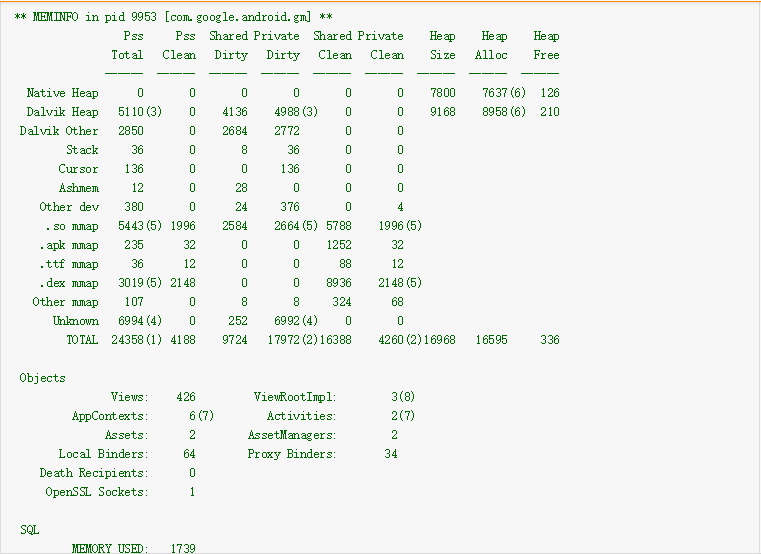 ** MEMINFO in pid 9953 [com.google.android.gm] **
Pss Pss Shared Private Shared Private Heap Heap Heap
Total Clean Dirty Dirty Clean Clean Size Alloc Free
—— —— —— —— —— —— —— —— ——
Native Heap 0 0 0 0 0 0 7800 7637(6) 126
Dalvik Heap 5110(3) 0 4136 4988(3) 0 0 9168 8958(6) 210
Dalvik Other 2850 0 2684 2772 0 0
Stack 36 0 8 36 0 0
Cursor 136 0 0 136 0 0
Ashmem 12 0 28 0 0 0
Other dev 380 0 24 376 0 4
.so mmap 5443(5) 1996 2584 2664(5) 5788 1996(5)
.apk mmap 235 32 0 0 1252 32
.ttf mmap 36 12 0 0 88 12
.dex mmap 3019(5) 2148 0 0 8936 2148(5)
Other mmap 107 0 8 8 324 68
Unknown 6994(4) 0 252 6992(4) 0 0
TOTAL 24358(1) 4188 9724 17972(2)16388 4260(2)16968 16595 336
Objects
Views: 426 ViewRootImpl: 3(8)
AppContexts: 6(7) Activities: 2(7)
Assets: 2 AssetManagers: 2
Local Binders: 64 Proxy Binders: 34
Death Recipients: 0
OpenSSL Sockets: 1
SQL
MEMORY USED: 1739